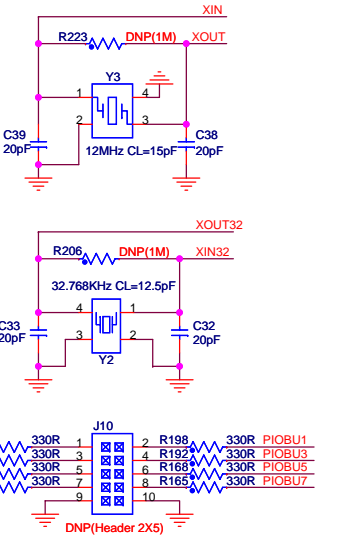 XIN
R223 DNP(1M) XOUT
Y3
1 4
2 3
C39 20pF
C38 20pF
12MHz CL=15pF
XOUT32
R206 DNP(1M) XIN32
32.768KHz CL=12.5pF
4 1
3 2
C33 20pF
C32 20pF
Y2
J10
330R 1 2 R198 330R PIOBU1
330R 3 4 R192 330R PIOBU3
330R 5 6 R168 330R PIOBU5
330R 7 8 R165 330R PIOBU7
9 10
DNP(Header 2X5)